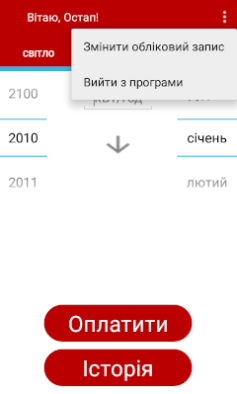 Вітаю, Остап!
Змінити обліковий запис
СВІТЛО
Вийти з програми
2100
2010
січень
2011
лютий
Оплатити
Історія